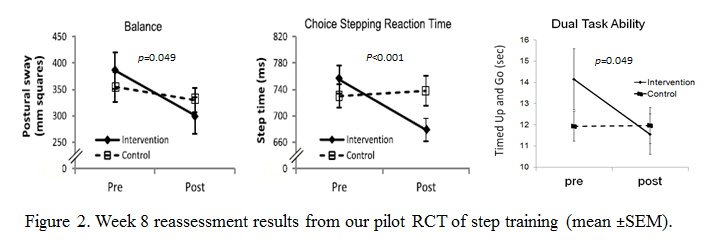 Balance
450
400
350
300
250
0
Postural sway
(mm squares)
p=0.049
Intervention
Control
Pre
Post
Choice Stepping Reaction Time
820
780
740
700
660
0
Step time (ms)
P<0.001
Intervention
Control
Pre
Post
Dual Task Ability
16
15
14
13
12
11
10
Timed Up and Go (sec)
p=0.049
Intervention
Control
pre
post
Figure 2. Week 8 reassessment results from our pilot RCT of step training (mean ±SEM).